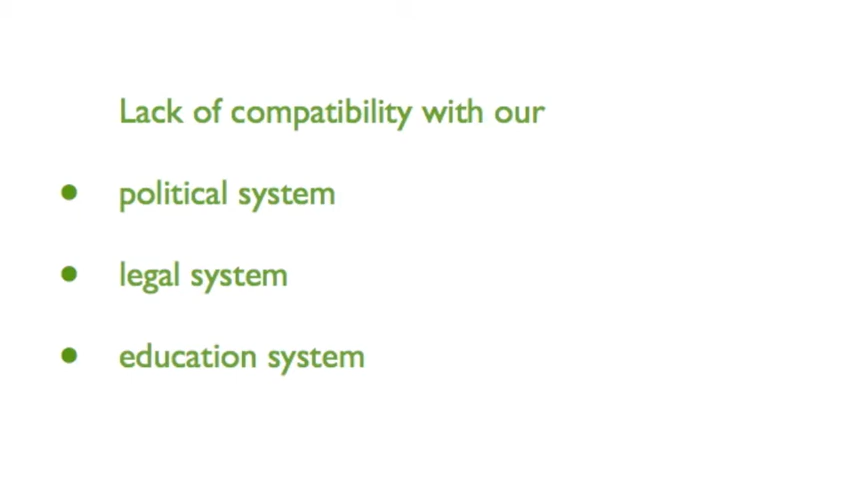 Lack of compatibility with our
● political system
● legal system
● education system